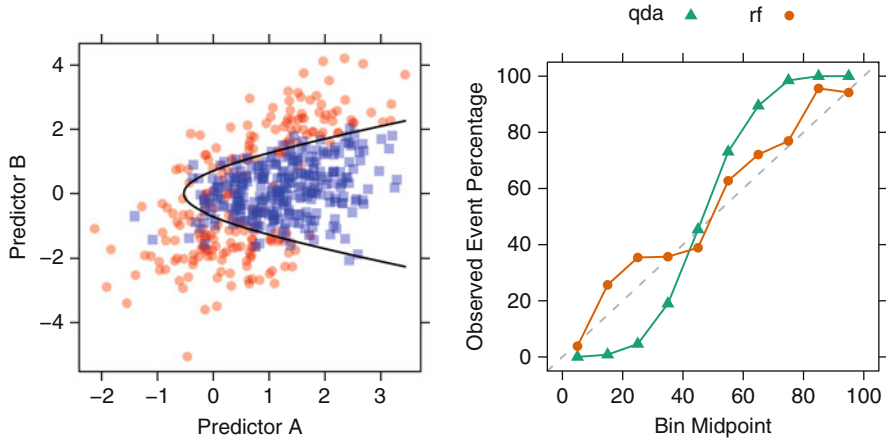 qda rf
4
2
0
−2
−4
Predictor B
−2 −1 0 1 2 3
Predictor A
100
80
60
40
20
0
Observed Event Percentage
0 20 40 60 80 100
Bin Midpoint